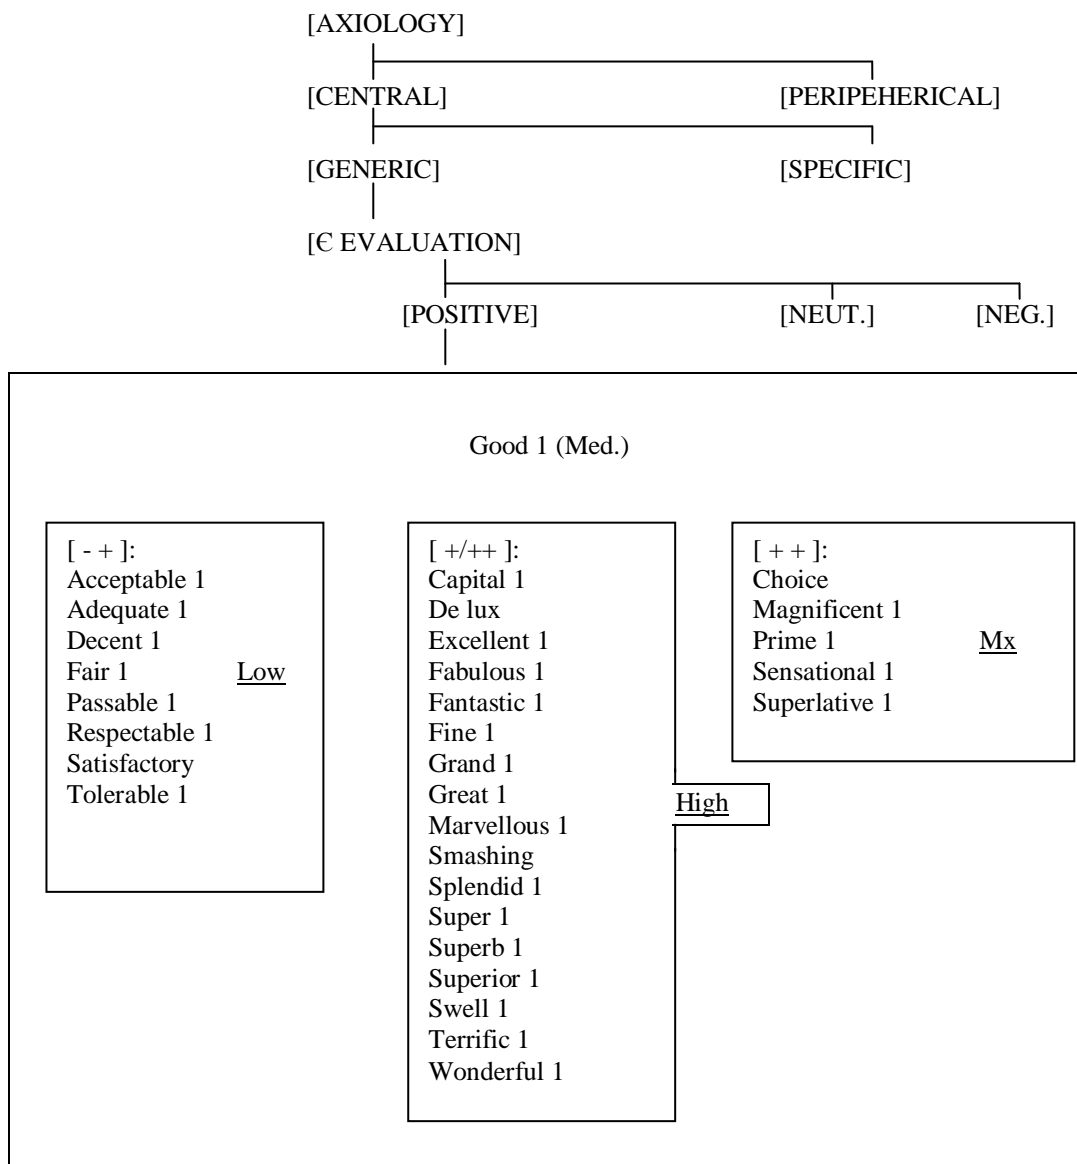 [AXIOLOGY]
[CENTRAL] [PERIPEHERICAL]
[GENERIC] [SPECIFIC]
[Є EVALUATION]
[POSITIVE] [NEUT.] [NEG.]
Good 1 (Med.)
[ - + ]:
Acceptable 1
Adequate 1
Decent 1
Fair 1 Low
Passable 1
Respectable 1
Satisfactory
Tolerable 1
[ +/++ ]:
Capital 1
De lux
Excellent 1
Fabulous 1
Fantastic 1
Fine 1
Grand 1
Great 1
High
Marvellous 1
Smashing
Splendid 1
Super 1
Superb 1
Superior 1
Swell 1
Terrific 1
Wonderful 1
[ + + ]:
Choice
Magnificent 1
Prime 1 Mx
Sensational 1
Superlative 1